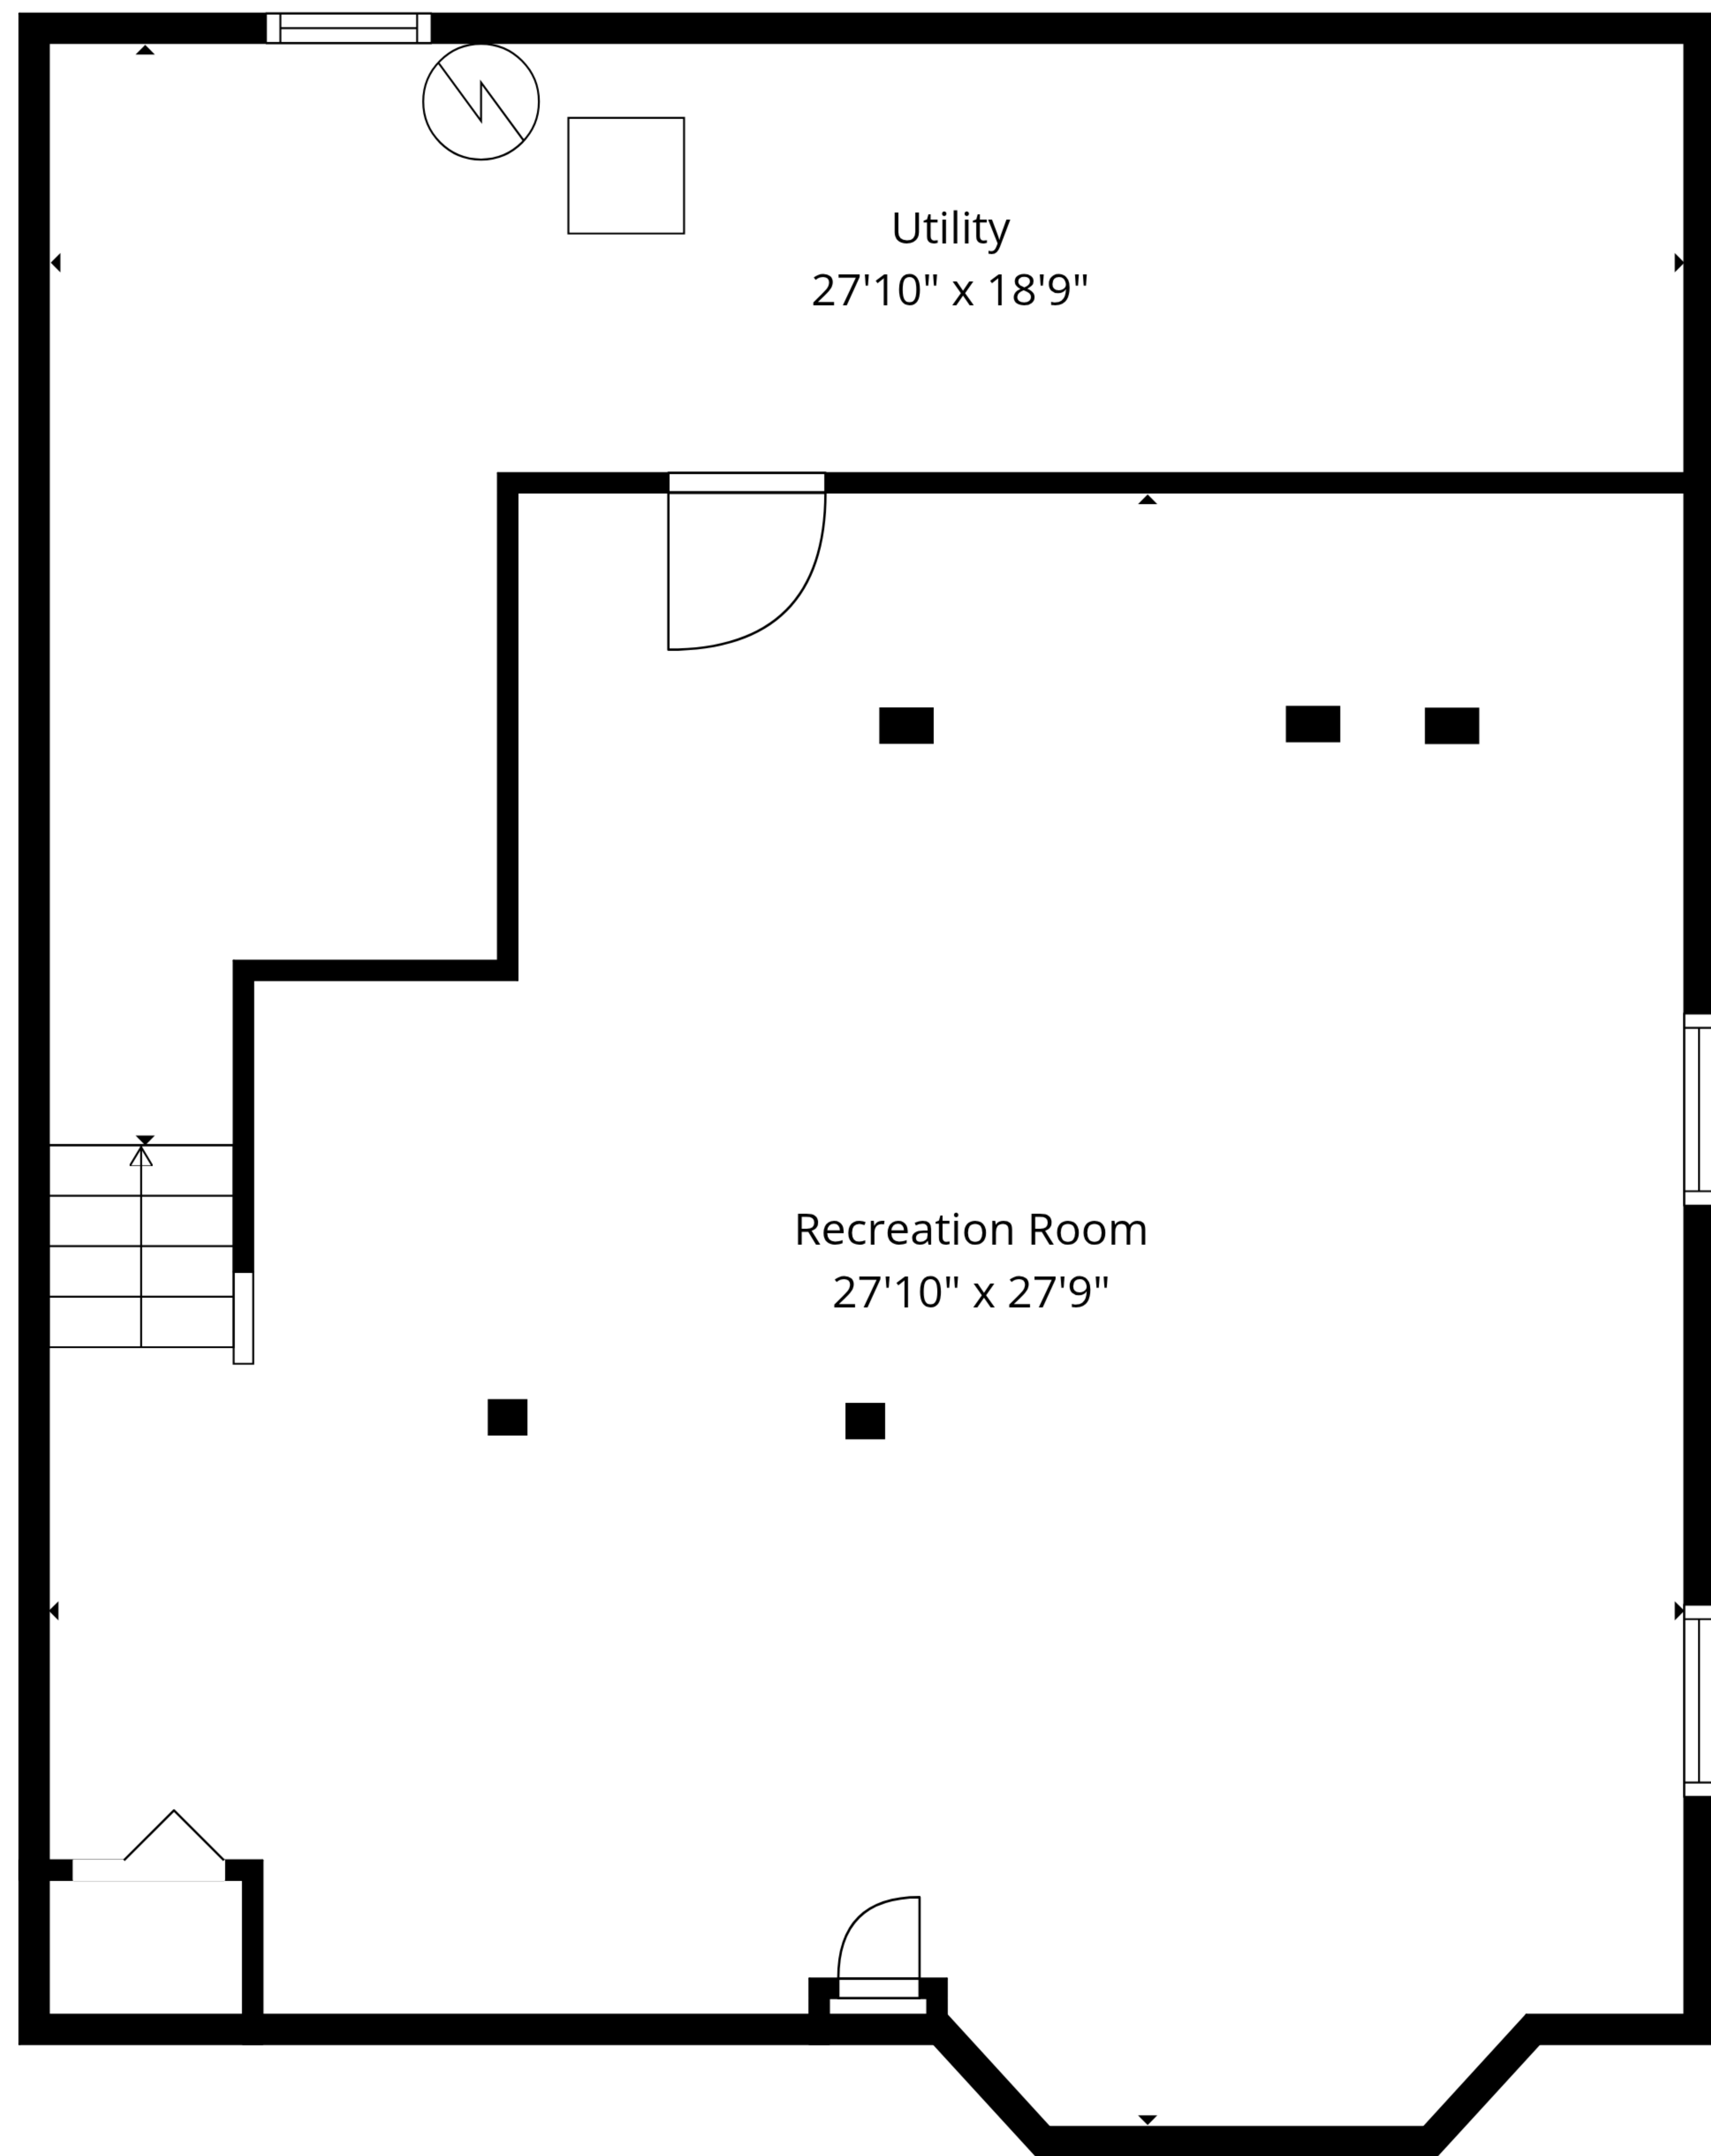 Utility
27'10" x 18'9"
Recreation Room
27'10" x 27'9"